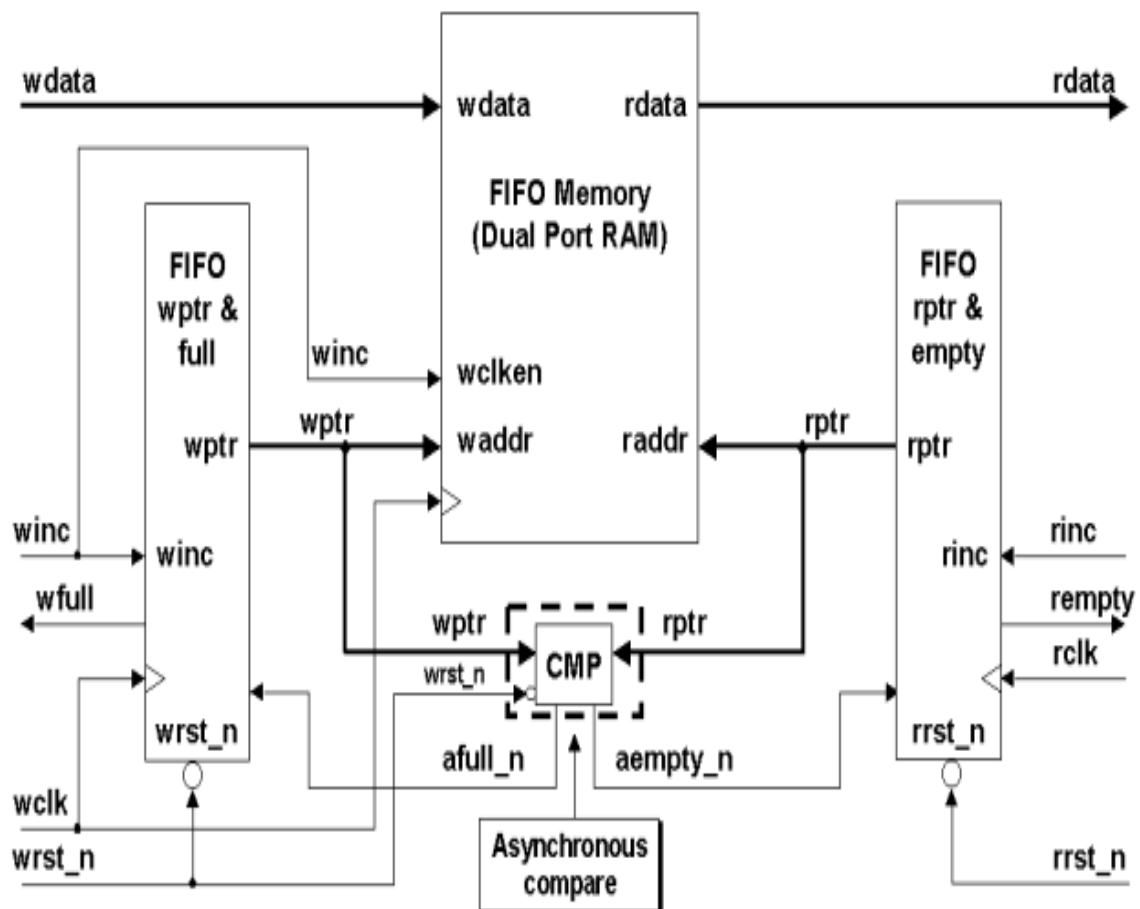 wdata
wdata
rdata
rdata
FIFO Memory
(Dual Port RAM)
FIFO
wptr &
full
FIFO
rptr &
empty
winc
wclken
wptr
wptr
waddr
raddr
rptr
rptr
winc
winc
rinc
rinc
wfull
rempty
wptr
CMP
rptr
rclk
wrst_n
wrst_n
rrst_n
afull_n
aempty_n
wclk
wrst_n
Asynchronous
compare
rrst_n